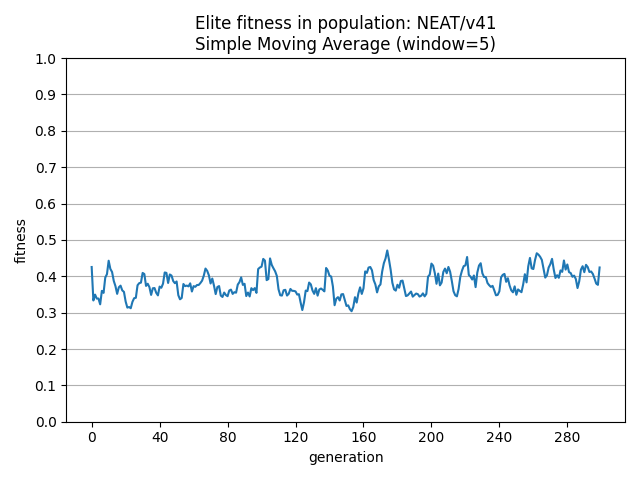 Elite fitness in population: NEAT/v41
Simple Moving Average (window=5)
1.0
0.9
0.8
0.7
0.6
0.5
0.4
0.3
0.2
0.1
0.0
fitness
0 40 80 120 160 200 240 280
generation